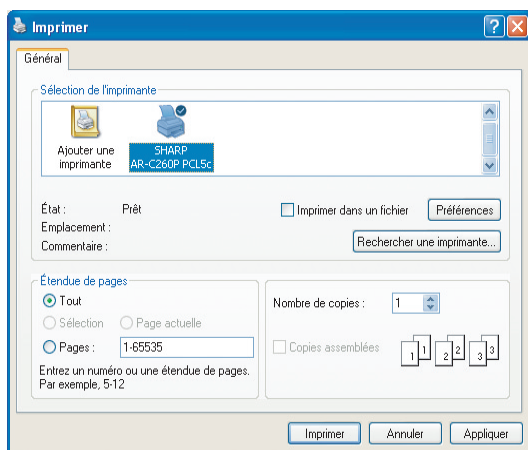 Imprimer
Général
Sélection de l'imprimante
Ajouter une imprimante
SHARP AR-C260P PCL5c
État : Prêt
Emplacement :
Commentaire :
Imprimer dans un fichier
Préférences
Rechercher une imprimante...
Étendue de pages
Tout
Sélection
Page actuelle
Pages : 1-65535
Entrez un numéro ou une étendue de pages.
Par exemple, 5-12
Nombre de copies : 1
Copies assemblées
1 1 2 2 3 3
Imprimer
Annuler
Appliquer